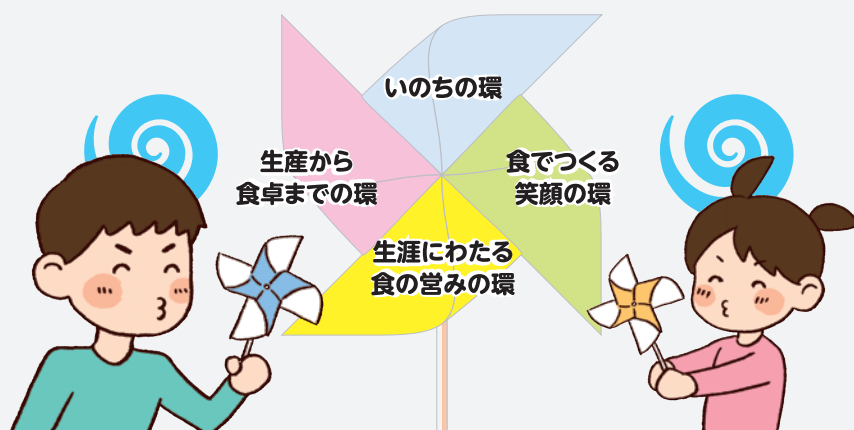 いのちの環
生産から
食卓までの環
食でつくる
笑顔の環
生涯にわたる
食の営みの環